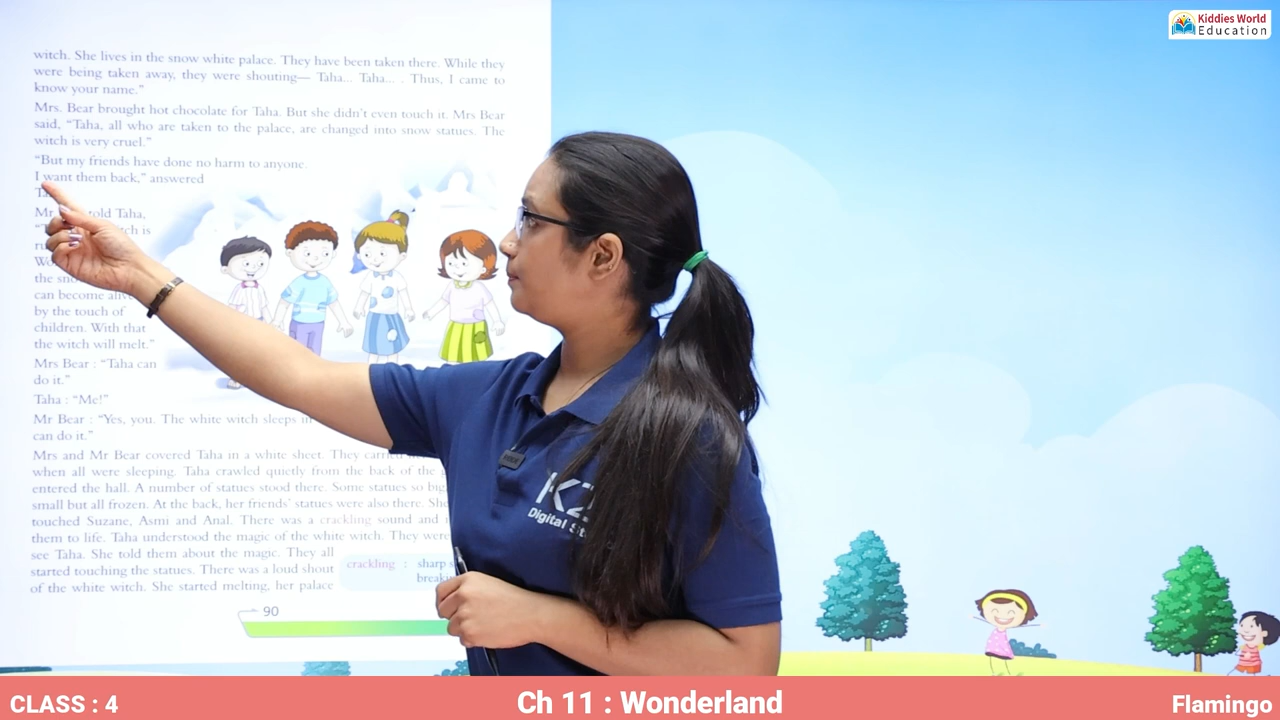 Kiddies World
Education
witch. She lives in the snow white palace. They have been taken there. While they
were being taken away, they were shouting— Taha... Taha... . Thus, I came to
know your name.”
Mrs. Bear brought hot chocolate for Taha. But she didn’t even touch it. Mrs Bear
said, “Taha, all who are taken to the palace, are changed into snow statues. The
witch is very cruel.”
“But my friends have done no harm to anyone.
I want them back,” answered
Mr told Taha,
is
the
can become alive
by the touch of
children. With that
the witch will melt.”
Mrs Bear : “Taha can
do it.”
Taha : “Me!”
Mr Bear : “Yes, you. The white witch sleeps in
can do it.”
Mrs and Mr Bear covered Taha in a white sheet. They carried
when all were sleeping. Taha crawled quietly from the back of the
entered the hall. A number of statues stood there. Some statues so big,
small but all frozen. At the back, her friends’ statues were also there. She
touched Suzane, Asmi and Anal. There was a crackling sound and
them to life. Taha understood the magic of the white witch. They were
see Taha. She told them about the magic. They all
started touching the statues. There was a loud shout
of the white witch. She started melting, her palace
crackling : sharp
90
KZ
Digital
CLASS : 4
Ch 11 : Wonderland
Flamingo